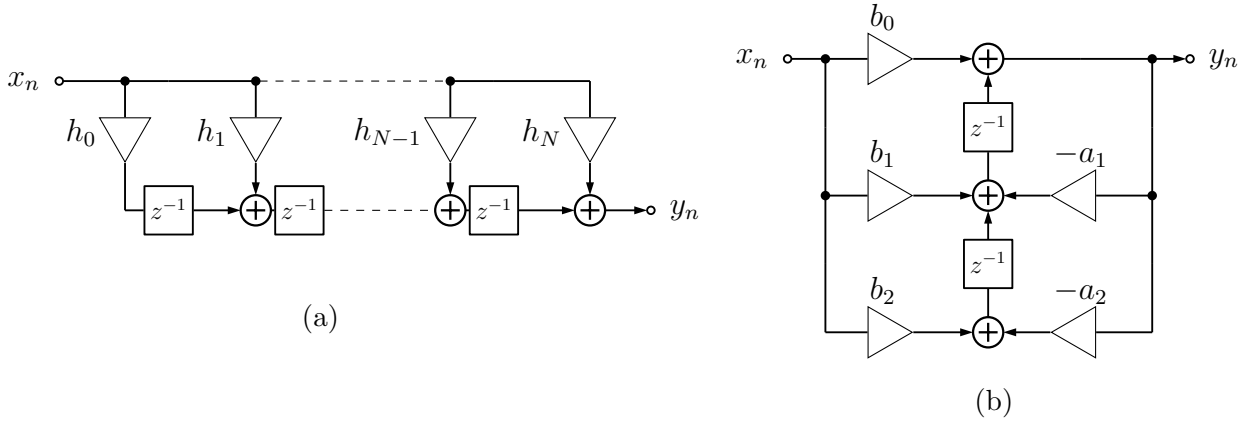 x_n
h_0
h_1
h_{N-1}
h_N
z^{-1}
z^{-1}
z^{-1}
y_n
(a)
x_n
b_0
y_n
z^{-1}
b_1
-a_1
z^{-1}
b_2
-a_2
(b)